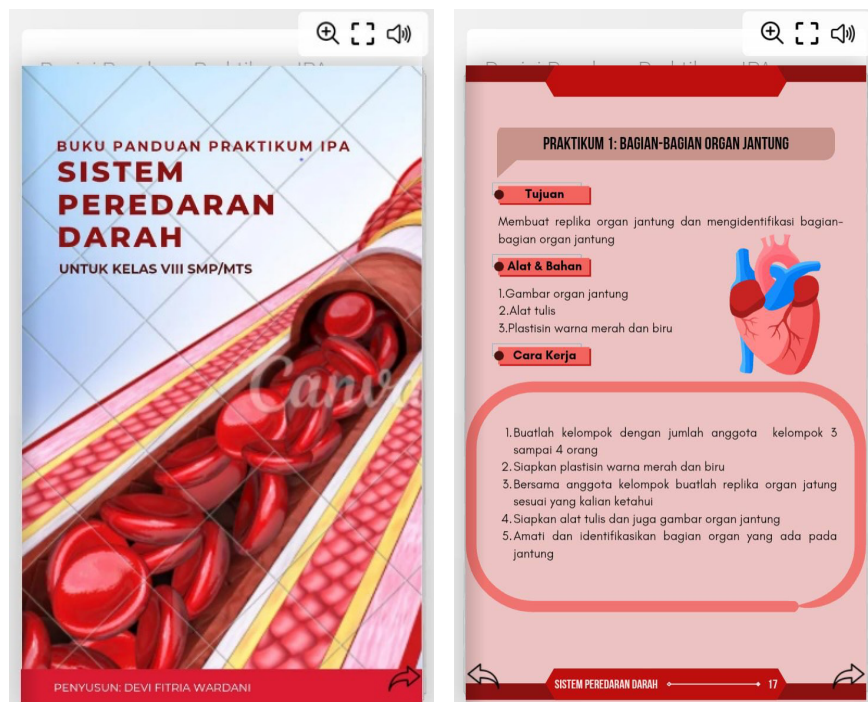 BUKU PANDUAN PRAKTIKUM IPA
SISTEM
PEREDARAN
DARAH
UNTUK KELAS VIII SMP/MTS
Canva
PENYUSUN: DEVI FITRIA WARDANI
PRAKTIKUM 1: BAGIAN-BAGIAN ORGAN JANTUNG
Tujuan
Membuat replika organ jantung dan mengidentifikasi bagian-
bagian organ jantung
Alat & Bahan
1.Gambar organ jantung
2.Alat tulis
3.Plastisin warna merah dan biru
Cara Kerja
1.Buatlah kelompok dengan jumlah anggota kelompok 3
sampai 4 orang
2.Siapkan plastisin warna merah dan biru
3.Bersama anggota kelompok buatlah replika organ jatung
sesuai yang kalian ketahui
4.Siapkan alat tulis dan juga gambar organ jantung
5.Amati dan identifikasikan bagian organ yang ada pada
jantung
SISTEM PEREDARAN DARAH 17